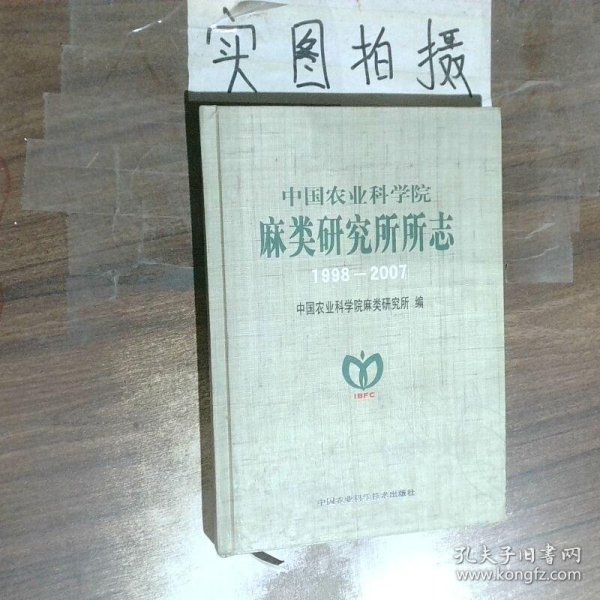 实图拍摄
中国农业科学院
麻类研究所所志
1998－2007
中国农业科学院麻类研究所 编
IBFC
中国农业科学技术出版社
孔夫子旧书网
www.kongfz.com